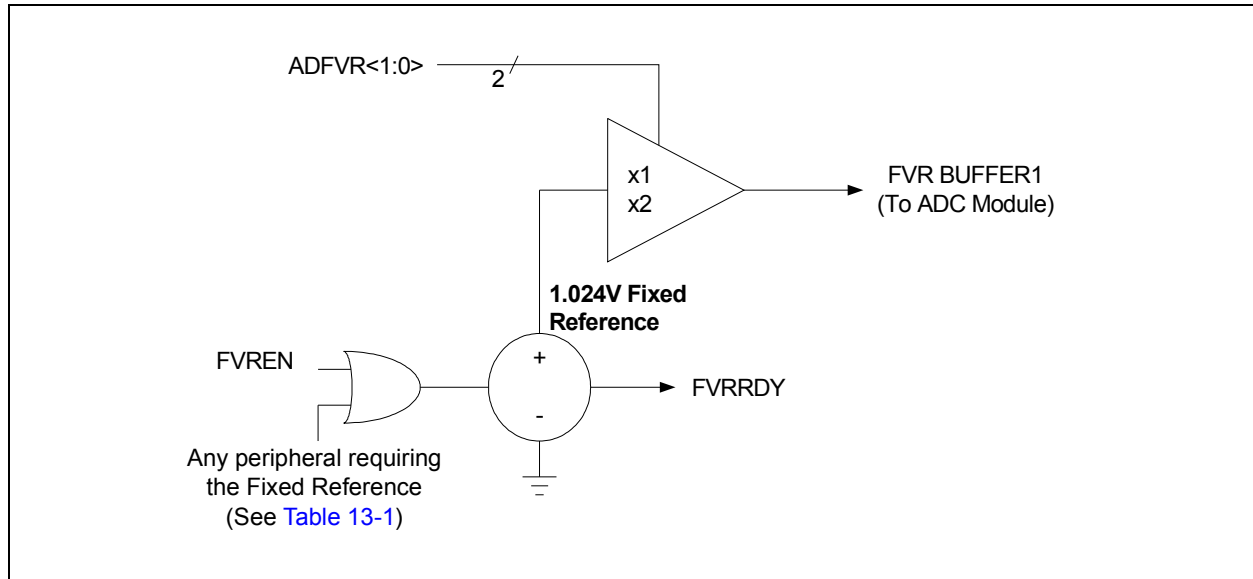 ADFVR<1:0>
2
x1
x2
FVR BUFFER1
(To ADC Module)
1.024V Fixed
Reference
FVREN
+
-
FVRRDY
Any peripheral requiring
the Fixed Reference
(See Table 13-1)